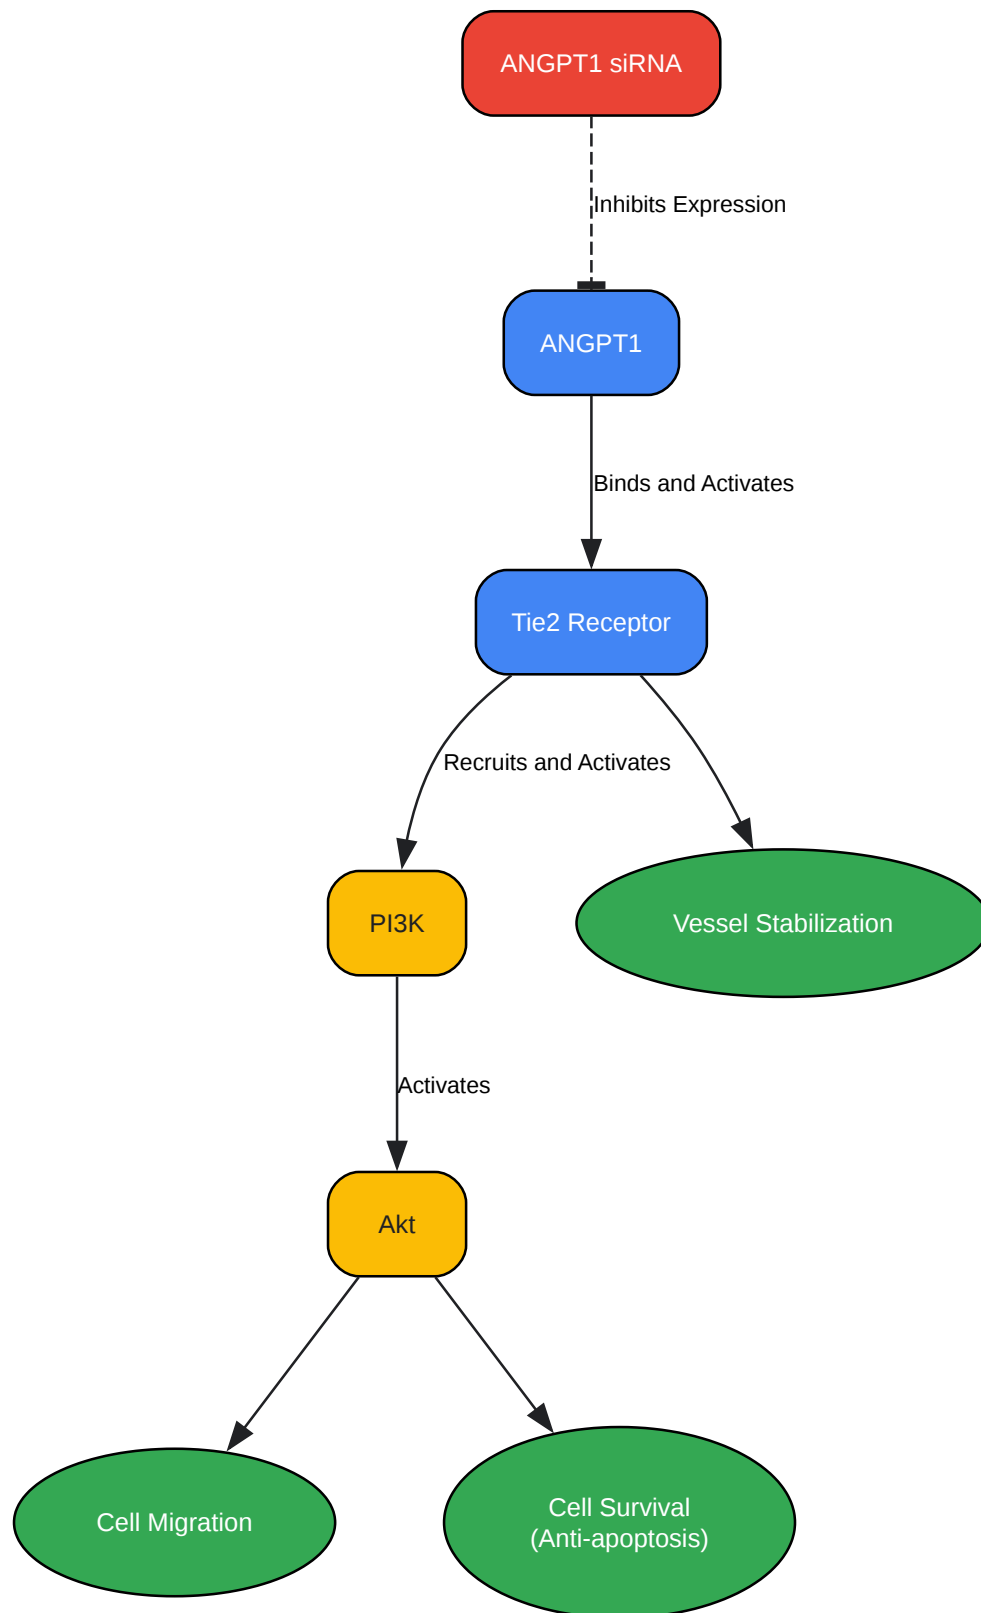 ANGPT1 siRNA
Inhibits Expression
ANGPT1
Binds and Activates
Tie2 Receptor
Recruits and Activates
PI3K
Vessel Stabilization
Activates
Akt
Cell Migration
Cell Survival
(Anti-apoptosis)